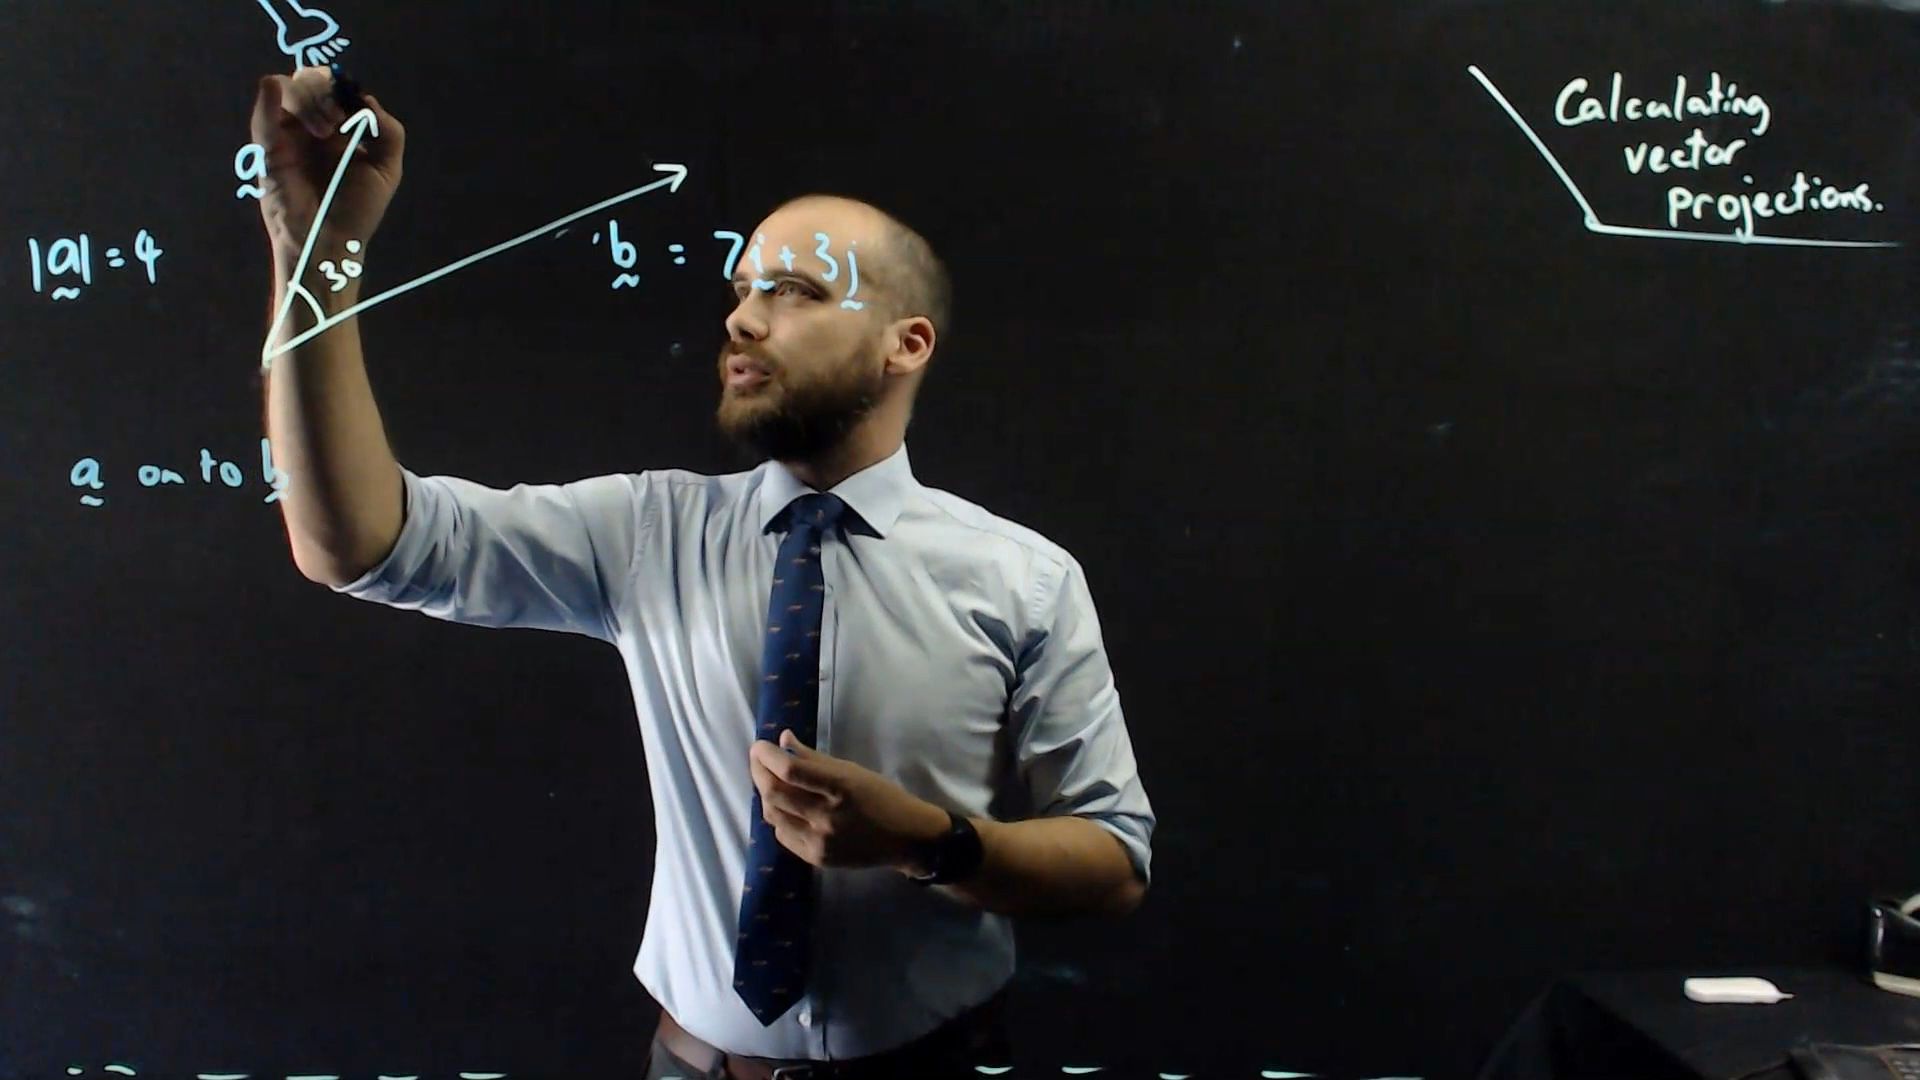 Calculating
vector
projections.
a
|a| = 4
30°
b = 7i + 3j
a on to b